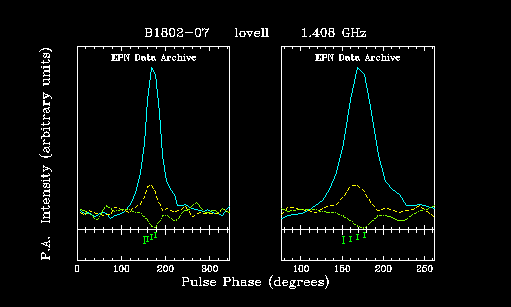 B1802-07 lovell 1.408 GHz
EPN Data Archive EPN Data Archive
P.A. Intensity (arbitrary units)
0 100 200 300 100 150 200 250
Pulse Phase (degrees)